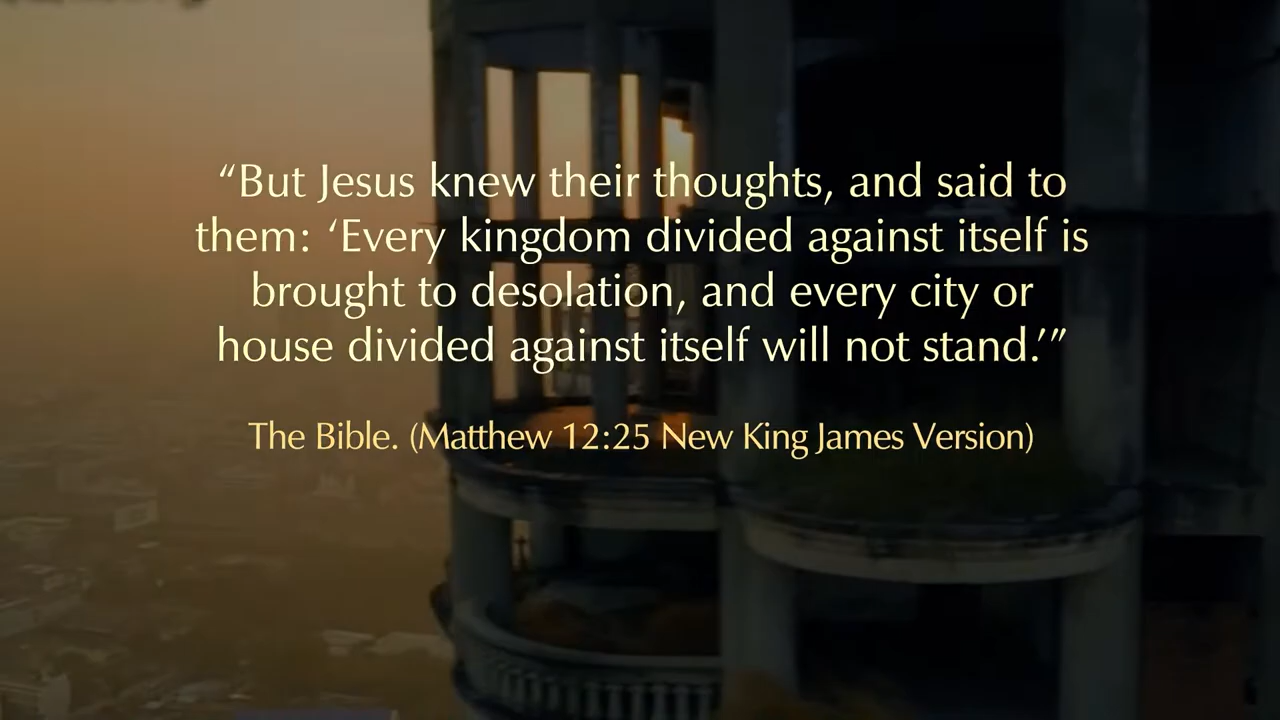 “But Jesus knew their thoughts, and said to
them: ‘Every kingdom divided against itself is
brought to desolation, and every city or
house divided against itself will not stand.’”
The Bible. (Matthew 12:25 New King James Version)